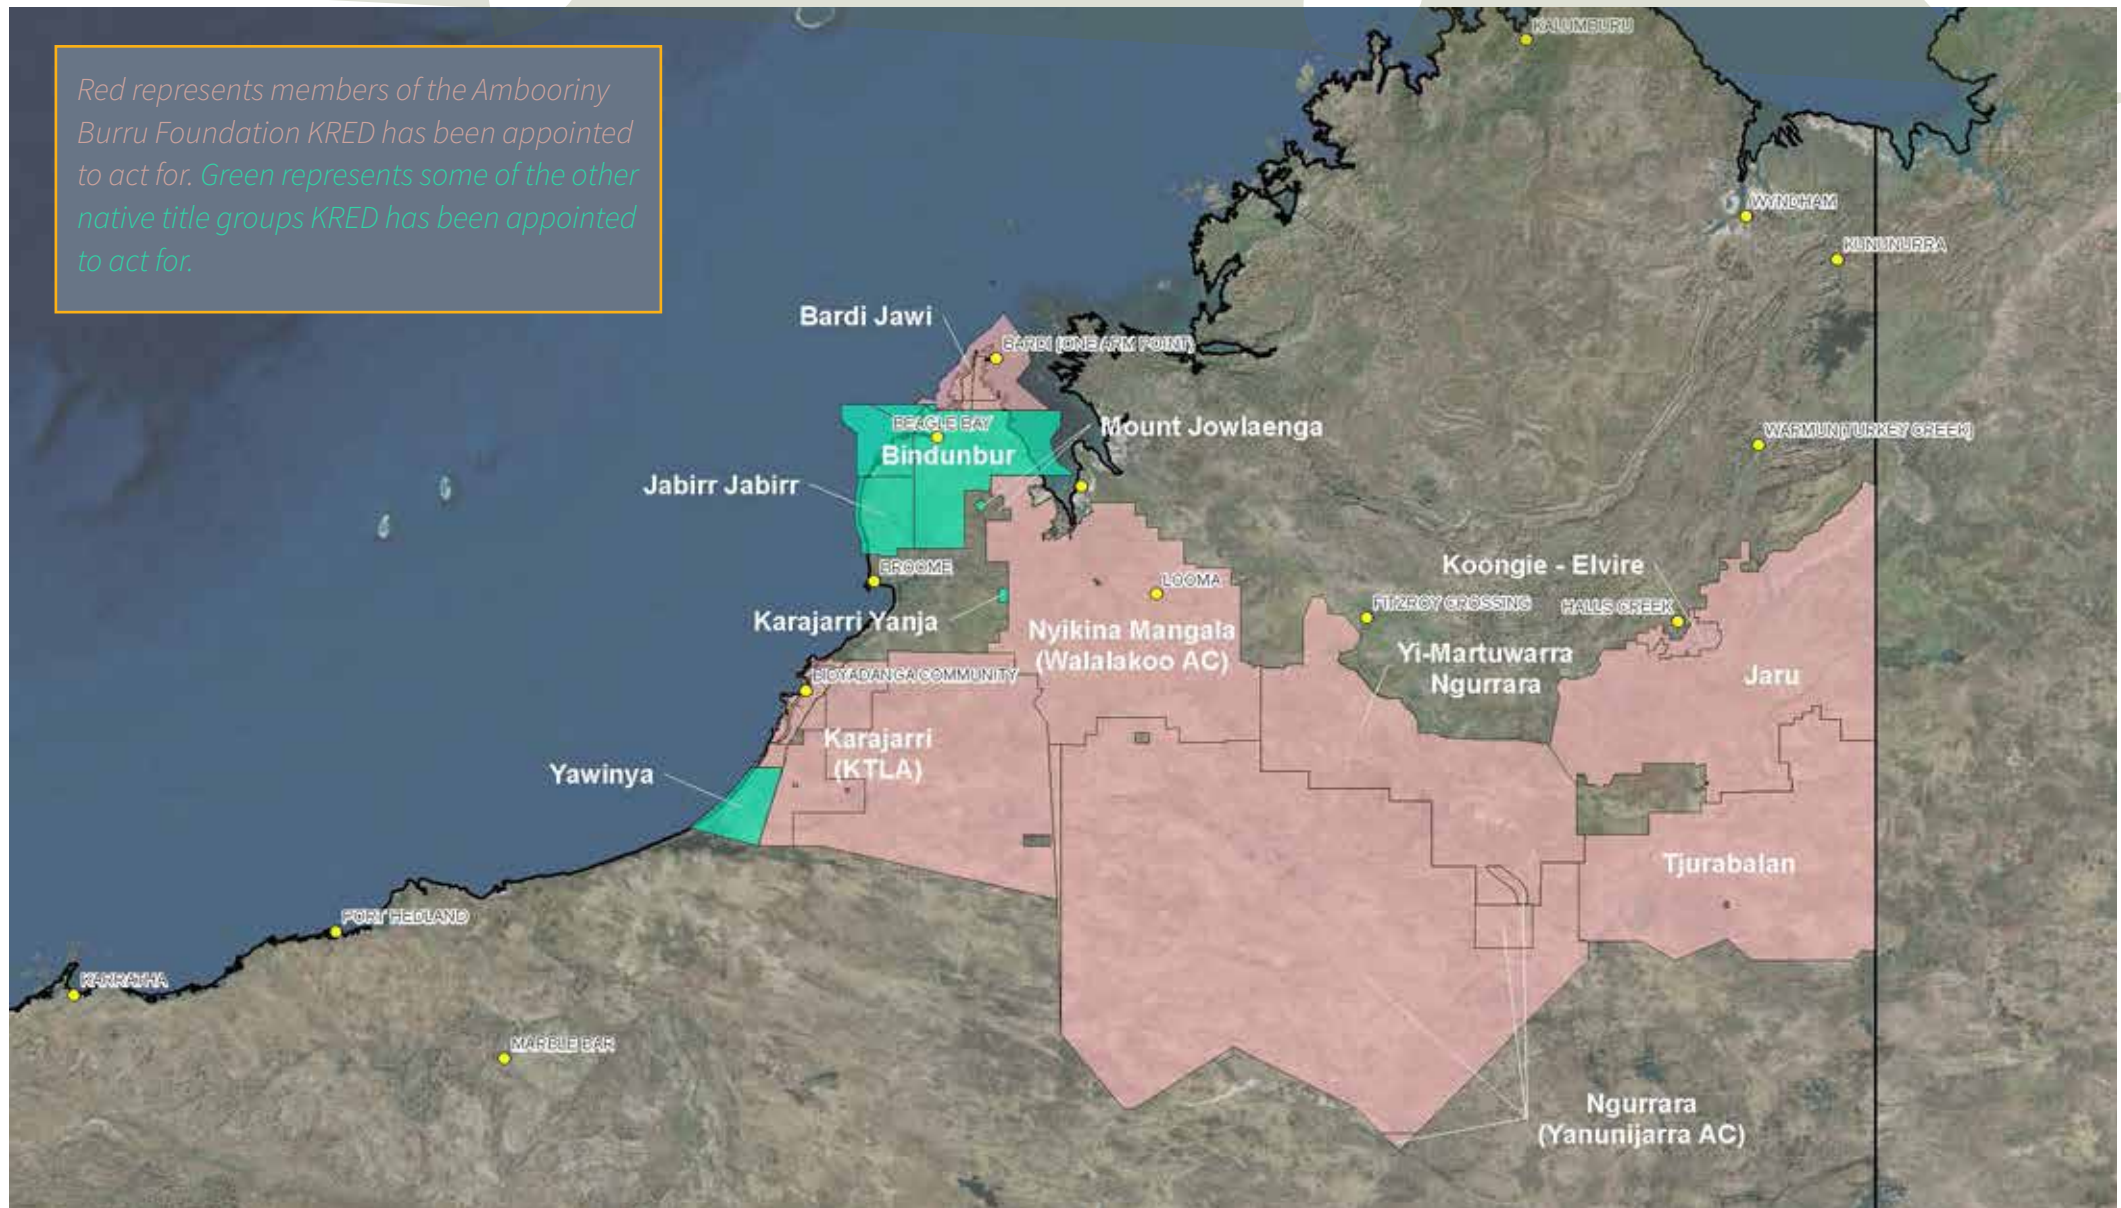 Red represents members of the Ambooriny
Burru Foundation KRED has been appointed
to act for. Green represents some of the other
native title groups KRED has been appointed
to act for.
KALUMBURU
WYNDHAM
KUNUNURRA
Bardi Jawi
BARDI (ONE ARM POINT)
BEAGLE BAY
Mount Jowlaenga
WARMUN (TURKEY CREEK)
Bindunbur
Jabirr Jabirr
BROOME
LOOMA
Koongie - Elvire
FITZROY CROSSING
HALLS CREEK
Karajarri Yanja
Nyikina Mangala
(Walalakoo AC)
Yi-Martuwarra
Ngurrara
BIDYADANGA COMMUNITY
Jaru
Karajarri
(KTLA)
Yawinya
Tjurabalan
PORT HEDLAND
KARRATHA
MARBLE BAR
Ngurrara
(Yanunijarra AC)